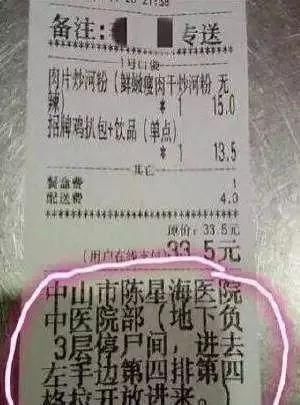 备注: 专送
1号口袋
肉片炒河粉（鲜嫩瘦肉干炒河粉 无
辣）
* 1 15.0
招牌鸡扒包+饮品（单点）
* 1 13.5
其它
餐盒费 1
配送费 4.0
原价: 33.5元
(用户在线支付) 33.5元
中山市陈星海医院
中医院部（地下负
3层停尸间，进去
左手边第四排第四
格拉开放进来。）